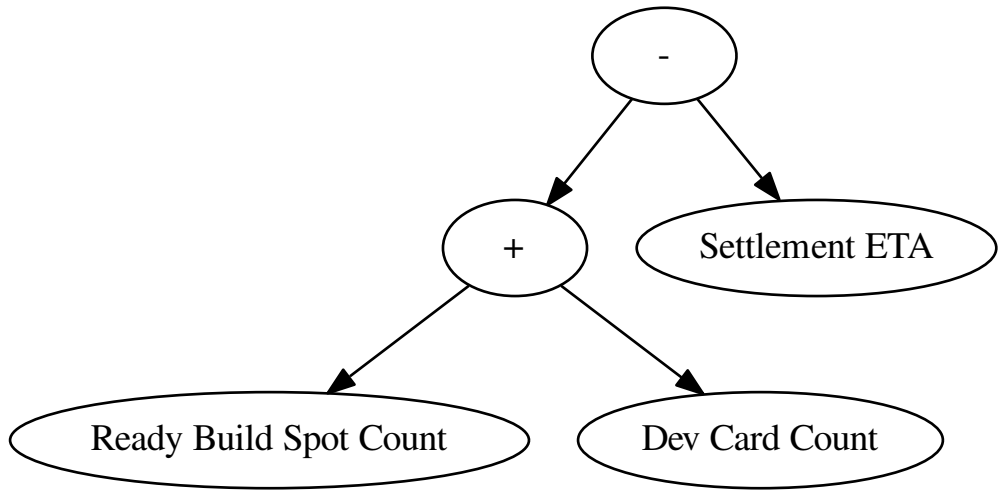 -
+
Settlement ETA
Ready Build Spot Count
Dev Card Count